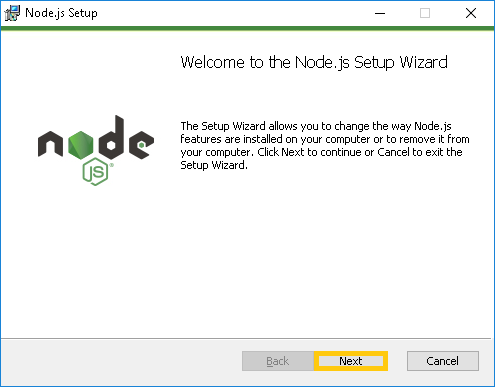 Node.js Setup
Welcome to the Node.js Setup Wizard
node
JS
®
The Setup Wizard allows you to change the way Node.js
features are installed on your computer or to remove it from
your computer. Click Next to continue or Cancel to exit the
Setup Wizard.
Back Next Cancel